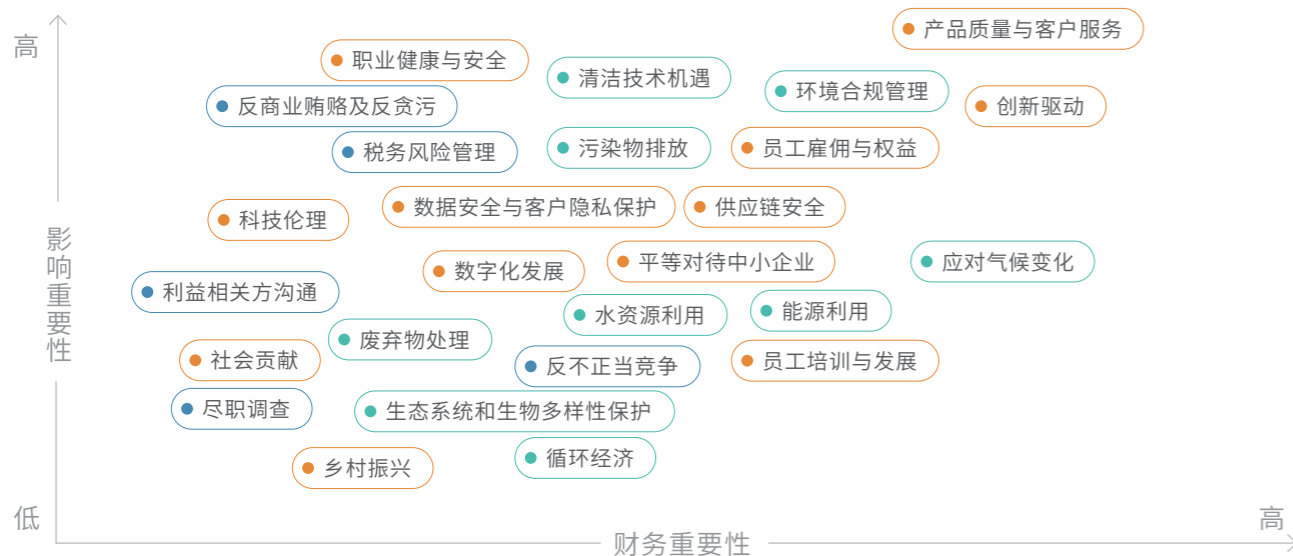 高
产品质量与客户服务
职业健康与安全
清洁技术机遇
环境合规管理
反商业贿赂及反贪污
创新驱动
税务风险管理
污染物排放
员工雇佣与权益
数据安全与客户隐私保护
供应链安全
科技伦理
影响重要性
数字化发展
平等对待中小企业
应对气候变化
利益相关方沟通
水资源利用
能源利用
废弃物处理
社会贡献
反不正当竞争
员工培训与发展
尽职调查
生态系统和生物多样性保护
循环经济
乡村振兴
低
高
财务重要性